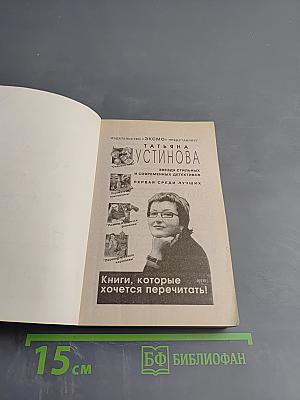 ИЗДАТЕЛЬСТВО «ЭКСМО» ПРЕДСТАВЛЯЕТ
ТАТЬЯНА
УСТИНОВА
ЗВЕЗДА СТИЛЬНЫХ
И СОВРЕМЕННЫХ ДЕТЕКТИВОВ
ПЕРВАЯ СРЕДИ ЛУЧШИХ
Книги, которые
хочется перечитать!
15 см
БФ БИБЛИОФАН